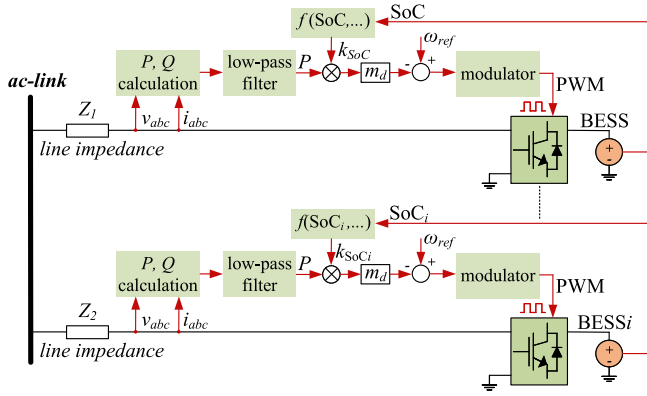 f (SoC,...)
SoC
k_SoC
ω_ref
P, Q
calculation
low-pass
filter
P
m_d
-
+
modulator
PWM
ac-link
Z_1
v_abc
i_abc
line impedance
BESS
+
-
f (SoC_i,...)
SoC_i
k_SoCi
ω_ref
P, Q
calculation
low-pass
filter
P
m_d
-
+
modulator
PWM
Z_2
v_abc
i_abc
line impedance
BESSi
+
-